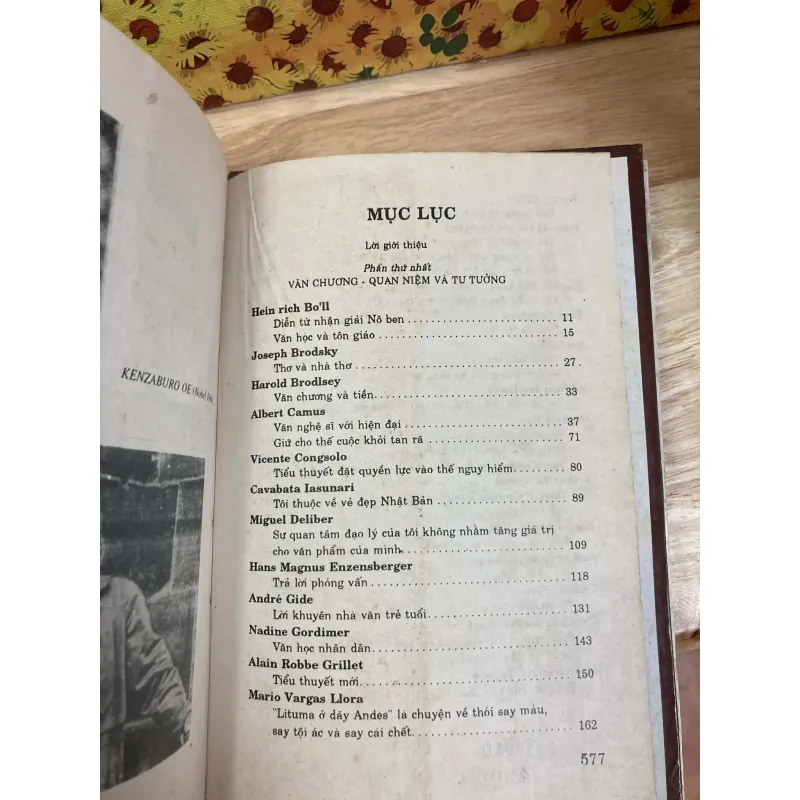 KENZABURO OE (Nobel 1994)
MỤC LỤC
Lời giới thiệu
Phần thứ nhất
VĂN CHƯƠNG - QUAN NIỆM VÀ TƯ TƯỞNG
Hein rich Bo'll
Diễn từ nhận giải Nô ben 11
Văn học và tôn giáo 15
Joseph Brodsky
Thơ và nhà thơ 27
Harold Brodlsey
Văn chương và tiền 33
Albert Camus
Văn nghệ sĩ với hiện đại 37
Giữ cho thế cuộc khỏi tan rã 71
Vicente Congsolo
Tiểu thuyết đặt quyền lực vào thế nguy hiểm 80
Cavabata Iasunari
Tôi thuộc về vẻ đẹp Nhật Bản 89
Miguel Deliber
Sự quan tâm đạo lý của tôi không nhằm tăng giá trị
cho văn phẩm của mình 109
Hans Magnus Enzensberger
Trả lời phỏng vấn 118
André Gide
Lời khuyên nhà văn trẻ tuổi 131
Nadine Gordimer
Văn học nhân dân 143
Alain Robbe Grillet
Tiểu thuyết mới 150
Mario Vargas Llora
"Lituma ở dãy Andes" là chuyện về thói say máu,
say tội ác và say cái chết 162
577